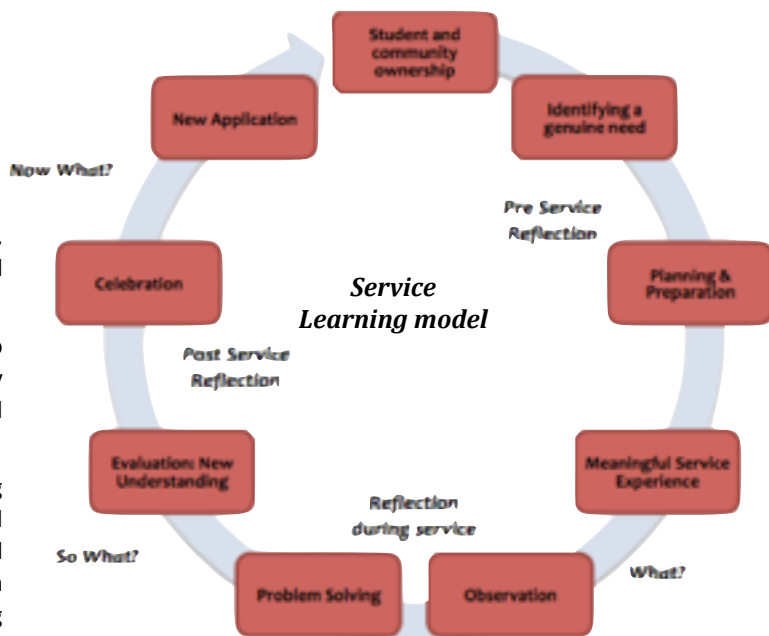 Student and
community
ownership
Identifying a
genuine need
Pre Service
Reflection
Planning &
Preparation
Meaningful Service
Experience
What?
Observation
Reflection
during service
Problem Solving
So What?
Evaluation: New
Understanding
Post Service
Reflection
Celebration
Now What?
New Application
Service
Learning model